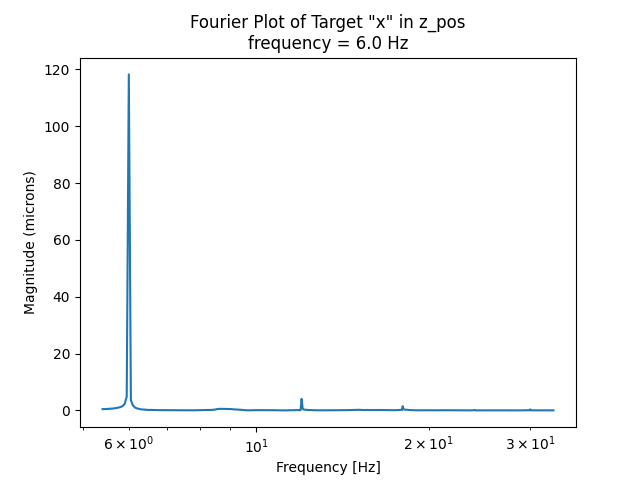 Fourier Plot of Target "x" in z_pos
frequency = 6.0 Hz
120
100
80
60
40
20
0
Magnitude (microns)
6 × 10⁰
10¹
2 × 10¹
3 × 10¹
Frequency [Hz]